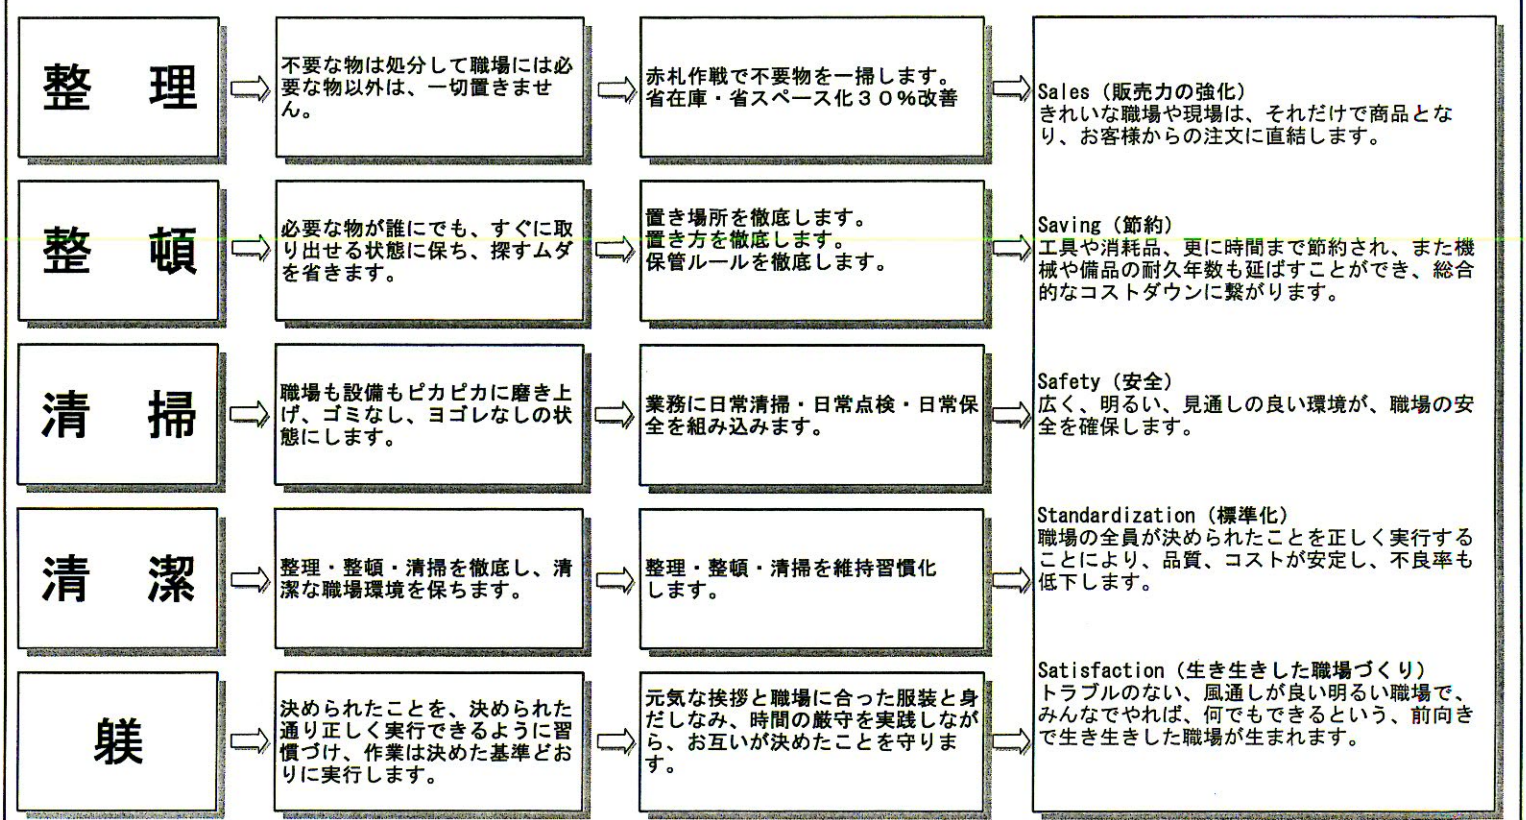 整　理
不要な物は処分して職場には必
要な物以外は、一切置きませ
ん。
赤札作戦で不要物を一掃します。
省在庫・省スペース化３０％改善
Sales（販売力の強化）
きれいな職場や現場は、それだけで商品とな
り、お客様からの注文に直結します。
整　頓
必要な物が誰にでも、すぐに取
り出せる状態に保ち、探すムダ
を省きます。
置き場所を徹底します。
置き方を徹底します。
保管ルールを徹底します。
Saving（節約）
工具や消耗品、更に時間まで節約され、また機
械や備品の耐久年数も延ばすことができ、総合
的なコストダウンに繋がります。
清　掃
職場も設備もピカピカに磨き上
げ、ゴミなし、ヨゴレなしの状
態にします。
業務に日常清掃・日常点検・日常保
全を組み込みます。
Safety（安全）
広く、明るい、見通しの良い環境が、職場の安
全を確保します。
清　潔
整理・整頓・清掃を徹底し、清
潔な職場環境を保ちます。
整理・整頓・清掃を維持習慣化
します。
Standardization（標準化）
職場の全員が決められたことを正しく実行する
ことにより、品質、コストが安定し、不良率も
低下します。
躾
決められたことを、決められた
通り正しく実行できるように習
慣づけ、作業は決めた基準どお
りに実行します。
元気な挨拶と職場に合った服装と身
だしなみ、時間の厳守を実践しなが
ら、お互いが決めたことを守りま
す。
Satisfaction（生き生きした職場づくり）
トラブルのない、風通しが良い明るい職場で、
みんなでやれば、何でもできるという、前向き
で生き生きした職場が生まれます。